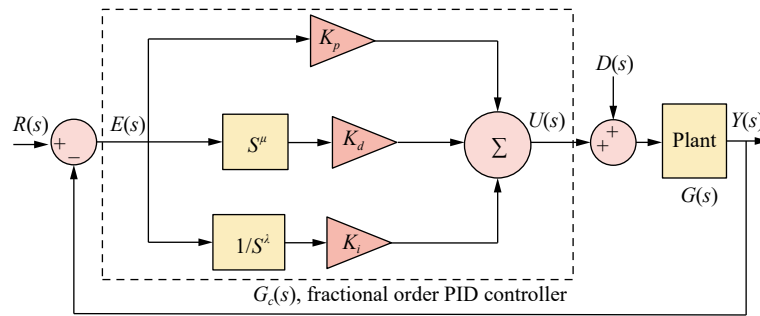 K_p
D(s)
R(s)
E(s)
U(s)
Y(s)
+
−
S^μ
K_d
Σ
+
+
Plant
G(s)
1/S^λ
K_i
G_c(s), fractional order PID controller